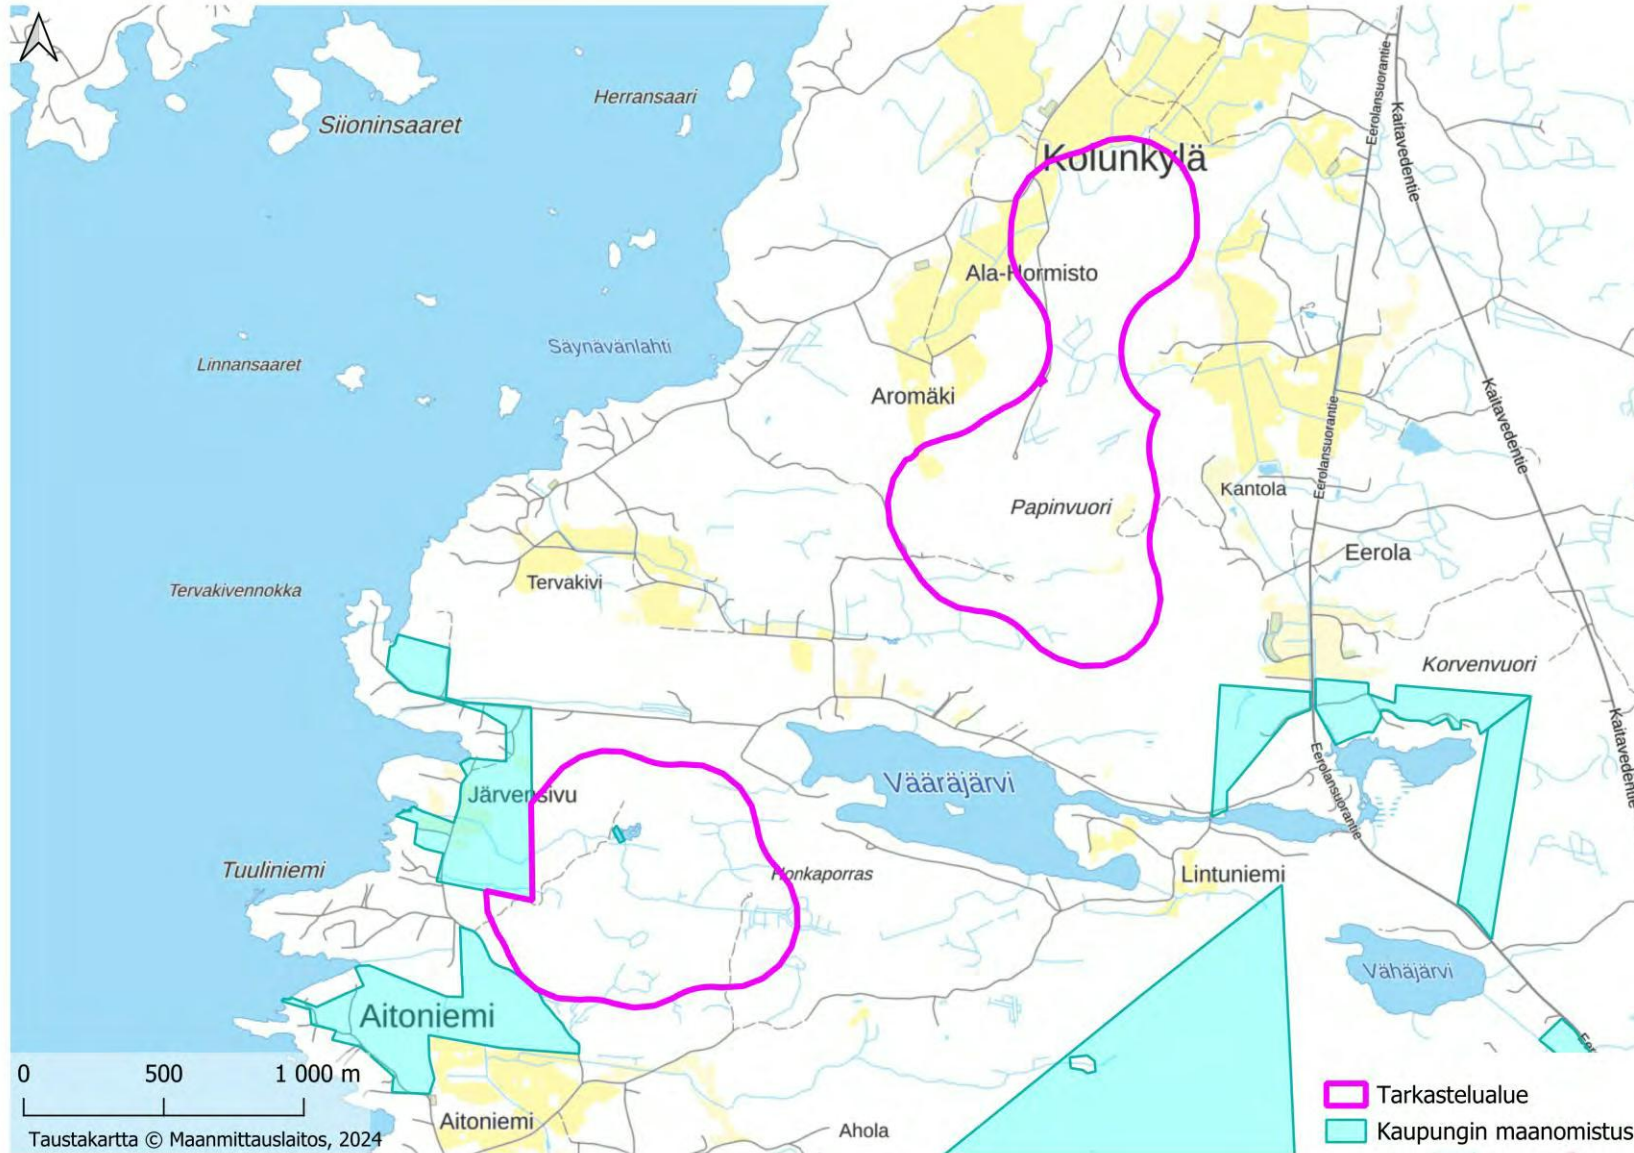 Herransaari
Siioninsaaret
Kolunkylä
Eerolansuorantie
Kaitavedentie
Ala-Hormisto
Säynävänlahti
Linnansaaret
Aromäki
Kaitavedentie
Eerolansuorantie
Kantola
Papinvuori
Eerola
Tervakivi
Tervakivennokka
Korvenvuori
Kaitavedentie
Eerolansuorantie
Vääräjärvi
Järvensivu
Tuuliniemi
Honkaporras
Lintuniemi
Vähäjärvi
Aitoniemi
Eer
0 500 1 000 m
Tarkastelualue
Aitoniemi
Ahola
Kaupungin maanomistus
Taustakartta © Maanmittauslaitos, 2024